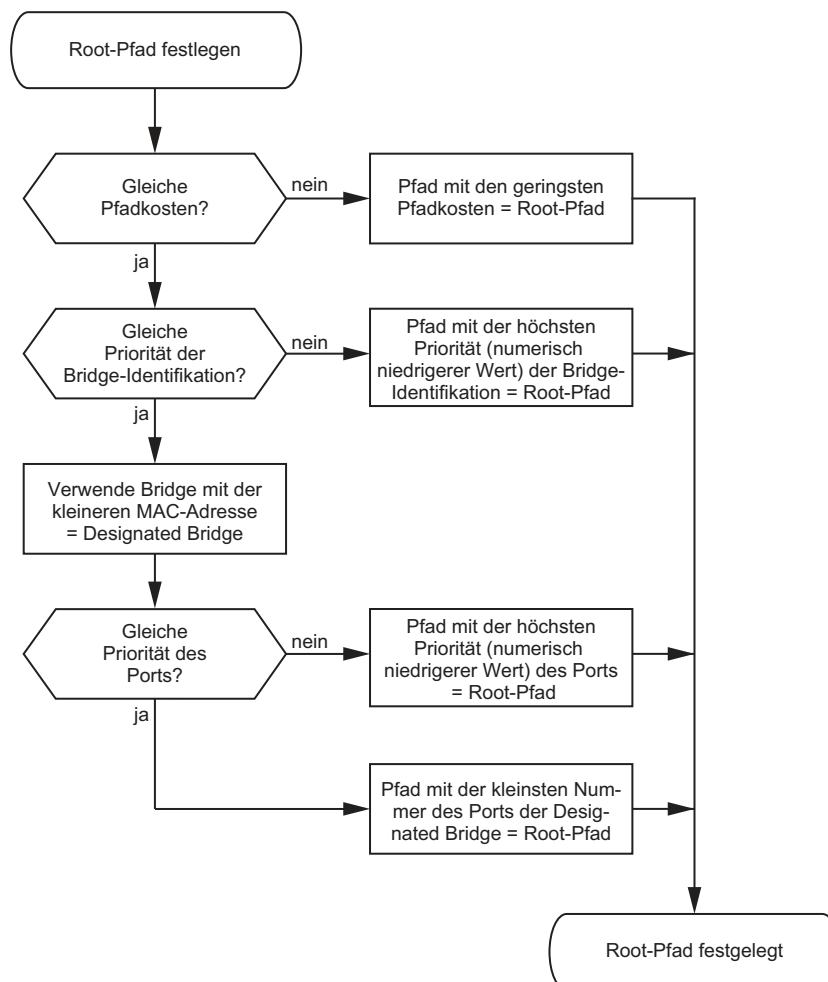 Root-Pfad festlegen
Gleiche
Pfadkosten?
nein
Pfad mit den geringsten
Pfadkosten = Root-Pfad
ja
Gleiche
Priorität der
Bridge-Identifikation?
nein
Pfad mit der höchsten
Priorität (numerisch
niedrigerer Wert) der Bridge-
Identifikation = Root-Pfad
ja
Verwende Bridge mit der
kleineren MAC-Adresse
= Designated Bridge
Gleiche
Priorität des
Ports?
nein
Pfad mit der höchsten
Priorität (numerisch
niedrigerer Wert) des Ports
= Root-Pfad
ja
Pfad mit der kleinsten Num-
mer des Ports der Desig-
nated Bridge = Root-Pfad
Root-Pfad festgelegt